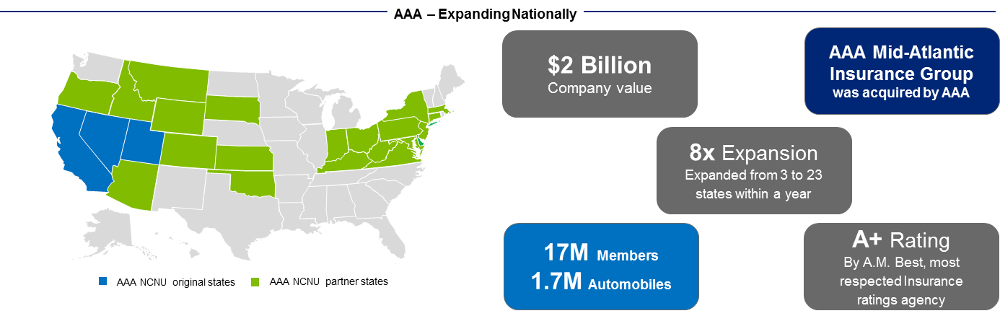 AAA – Expanding Nationally
$2 Billion
Company value
AAA Mid-Atlantic
Insurance Group
was acquired by AAA
8x Expansion
Expanded from 3 to 23
states within a year
17M Members
1.7M Automobiles
A+ Rating
By A.M. Best, most
respected Insurance
ratings agency
AAA NCNU original states
AAA NCNU partner states